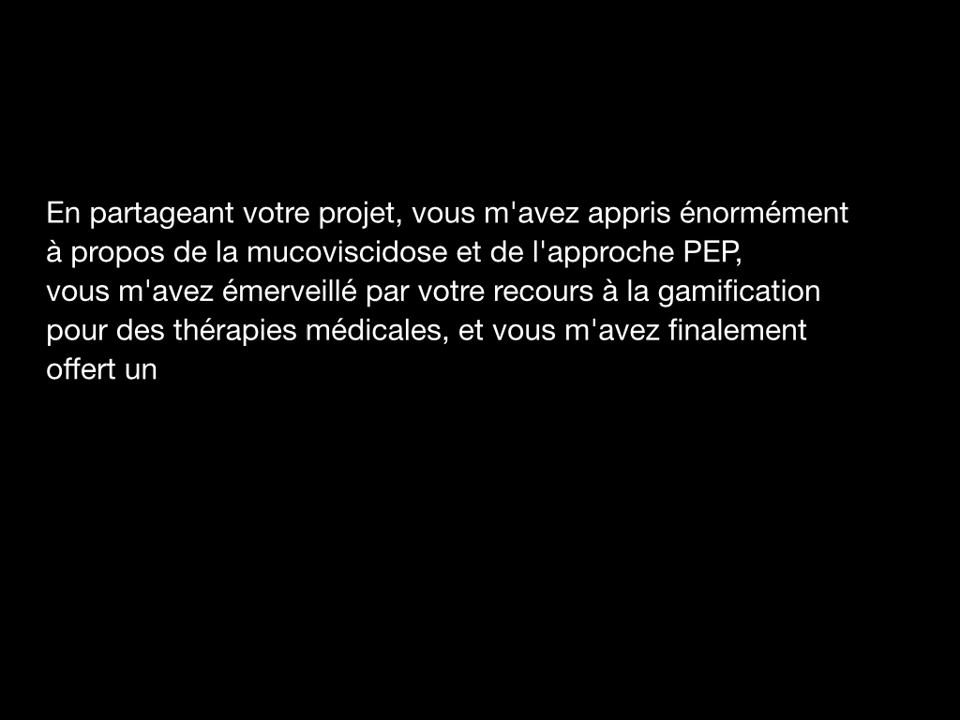 En partageant votre projet, vous m'avez appris énormément
à propos de la mucoviscidose et de l'approche PEP,
vous m'avez émerveillé par votre recours à la gamification
pour des thérapies médicales, et vous m'avez finalement
offert un